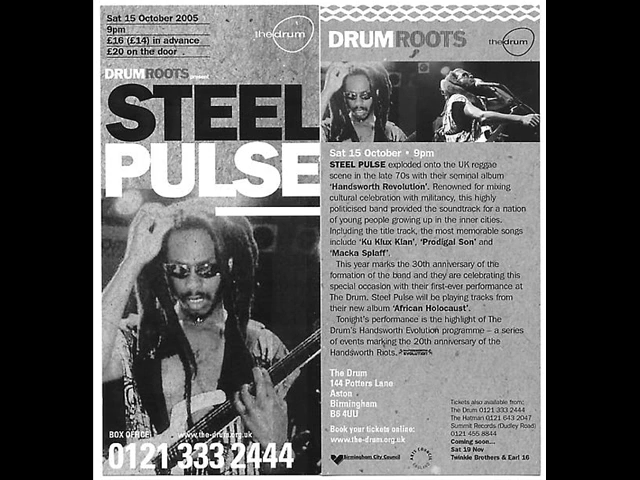 Sat 15 October 2005
9pm
£16 (£14) in advance
£20 on the door
thedrum
DRUMROOTS present
STEEL
PULSE
BOX OFFICE:
www.the-drum.org.uk
0121 333 2444
DRUMROOTS
thedrum
Sat 15 October • 9pm
STEEL PULSE exploded onto the UK reggae
scene in the late 70s with their seminal album
'Handsworth Revolution'. Renowned for mixing
cultural celebration with militancy, this highly
politicised band provided the soundtrack for a nation
of young people growing up in the inner cities.
Including the title track, the most memorable songs
include 'Ku Klux Klan', 'Prodigal Son' and
'Macka Splaff'.
This year marks the 30th anniversary of the
formation of the band and they are celebrating this
special occasion with their first-ever performance at
The Drum. Steel Pulse will be playing tracks from
their new album 'African Holocaust'.
Tonight's performance is the highlight of The
Drum's Handsworth Evolution programme – a series
of events marking the 20th anniversary of the
Handsworth Riots.
The Drum
144 Potters Lane
Aston
Birmingham
B6 4UU
Book your tickets online:
www.the-drum.org.uk
Tickets also available from:
The Drum 0121 333 2444
The Hatman 0121 643 2047
Summit Records (Dudley Road)
0121 455 8844
Coming soon...
Sat 19 Nov
Twinkle Brothers & Earl 16
Birmingham City Council